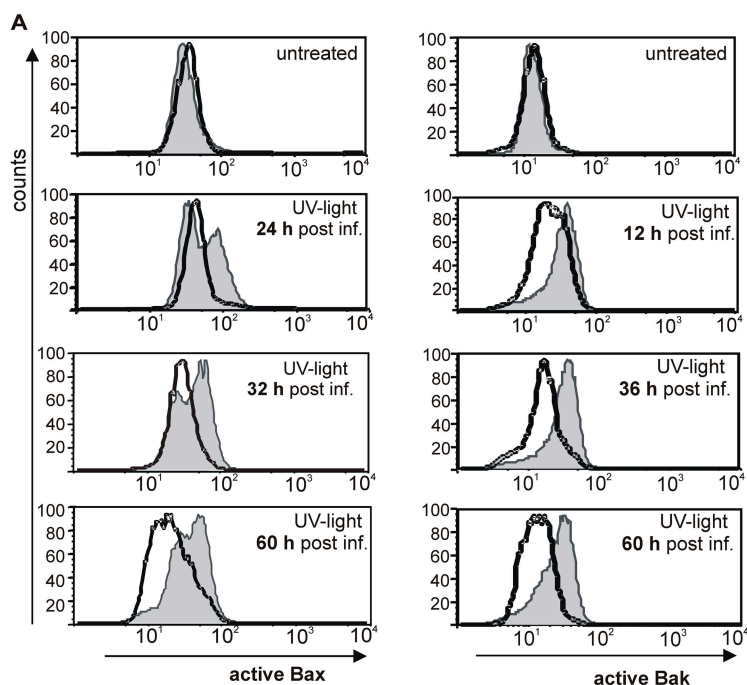 A
counts
100
80
60
40
20
untreated
10¹ 10² 10³ 10⁴
100
80
60
40
20
UV-light
24 h post inf.
10¹ 10² 10³ 10⁴
100
80
60
40
20
UV-light
32 h post inf.
10¹ 10² 10³ 10⁴
100
80
60
40
20
UV-light
60 h post inf.
10¹ 10² 10³ 10⁴
active Bax
100
80
60
40
20
untreated
10¹ 10² 10³ 10⁴
100
80
60
40
20
UV-light
12 h post inf.
10¹ 10² 10³ 10⁴
100
80
60
40
20
UV-light
36 h post inf.
10¹ 10² 10³ 10⁴
100
80
60
40
20
UV-light
60 h post inf.
10¹ 10² 10³ 10⁴
active Bak